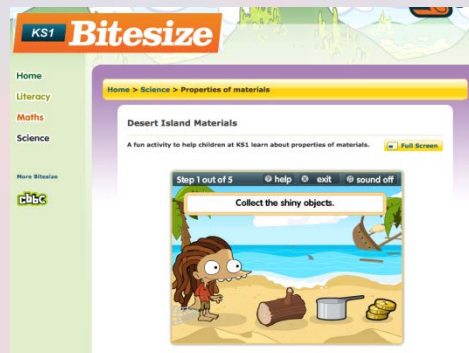 KS1 Bitesize
Home
Literacy
Maths
Science
More Bitesize
cbbc
Home > Science > Properties of materials
Desert Island Materials
A fun activity to help children at KS1 learn about properties of materials.
Full Screen
Step 1 out of 5 help exit sound off
Collect the shiny objects.